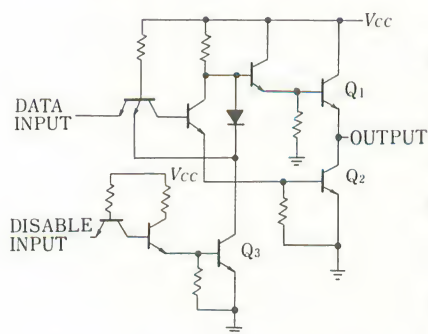 VCC
Q1
DATA
INPUT
OUTPUT
VCC
Q2
DISABLE
INPUT
Q3